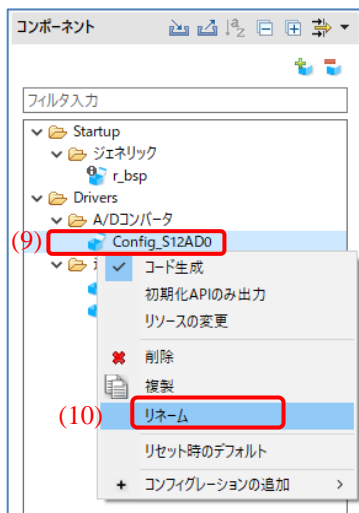 コンポーネント
フィルタ入力
Startup
ジェネリック
r_bsp
Drivers
A/Dコンバータ
(9)
Config_S12AD0
コード生成
初期化APIのみ出力
リソースの変更
削除
複製
(10)
リネーム
リセット時のデフォルト
コンフィグレーションの追加